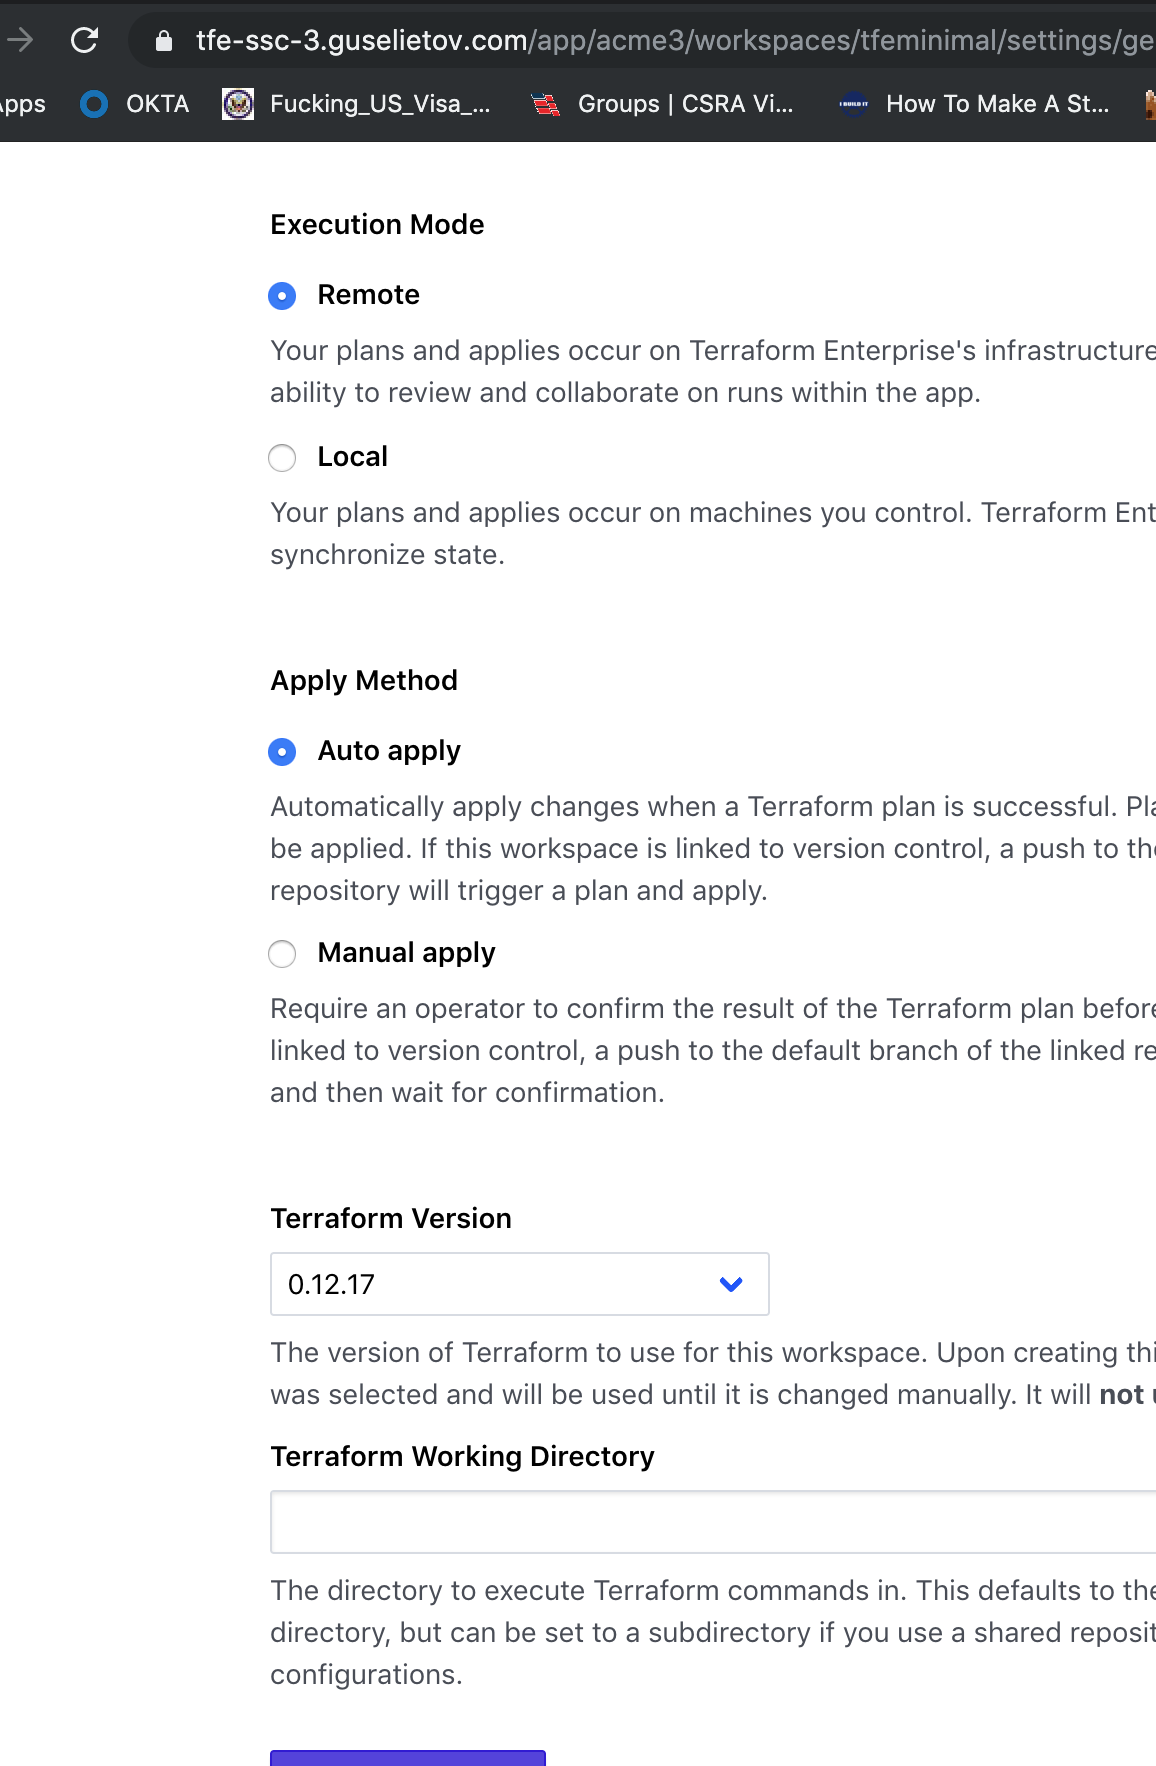 tfe-ssc-3.guselietov.com/app/acme3/workspaces/tfeminimal/settings/ge
pps OKTA Fucking_US_Visa_... Groups | CSRA Vi... I BUILD IT How To Make A St...
Execution Mode
Remote
Your plans and applies occur on Terraform Enterprise's infrastructure
ability to review and collaborate on runs within the app.
Local
Your plans and applies occur on machines you control. Terraform Ent
synchronize state.
Apply Method
Auto apply
Automatically apply changes when a Terraform plan is successful. Pla
be applied. If this workspace is linked to version control, a push to the
repository will trigger a plan and apply.
Manual apply
Require an operator to confirm the result of the Terraform plan before
linked to version control, a push to the default branch of the linked re
and then wait for confirmation.
Terraform Version
0.12.17
The version of Terraform to use for this workspace. Upon creating thi
was selected and will be used until it is changed manually. It will not u
Terraform Working Directory
The directory to execute Terraform commands in. This defaults to the
directory, but can be set to a subdirectory if you use a shared reposit
configurations.